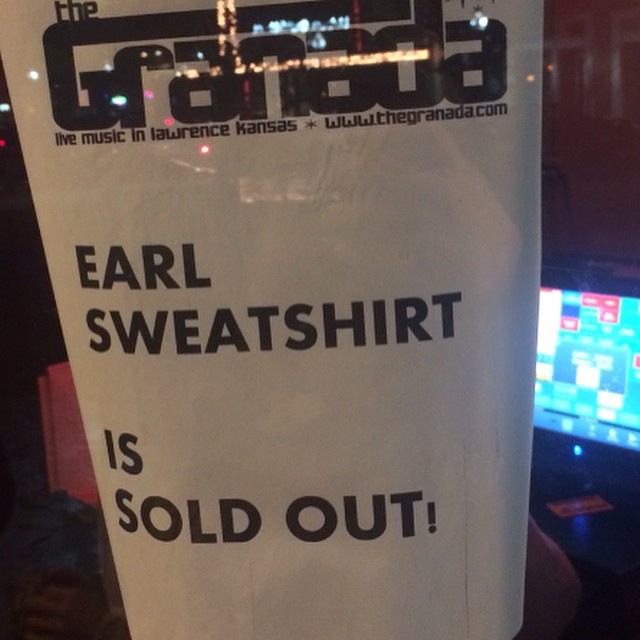 the
Granada
live music in lawrence kansas * www.thegranada.com
EARL
SWEATSHIRT
IS
SOLD OUT!